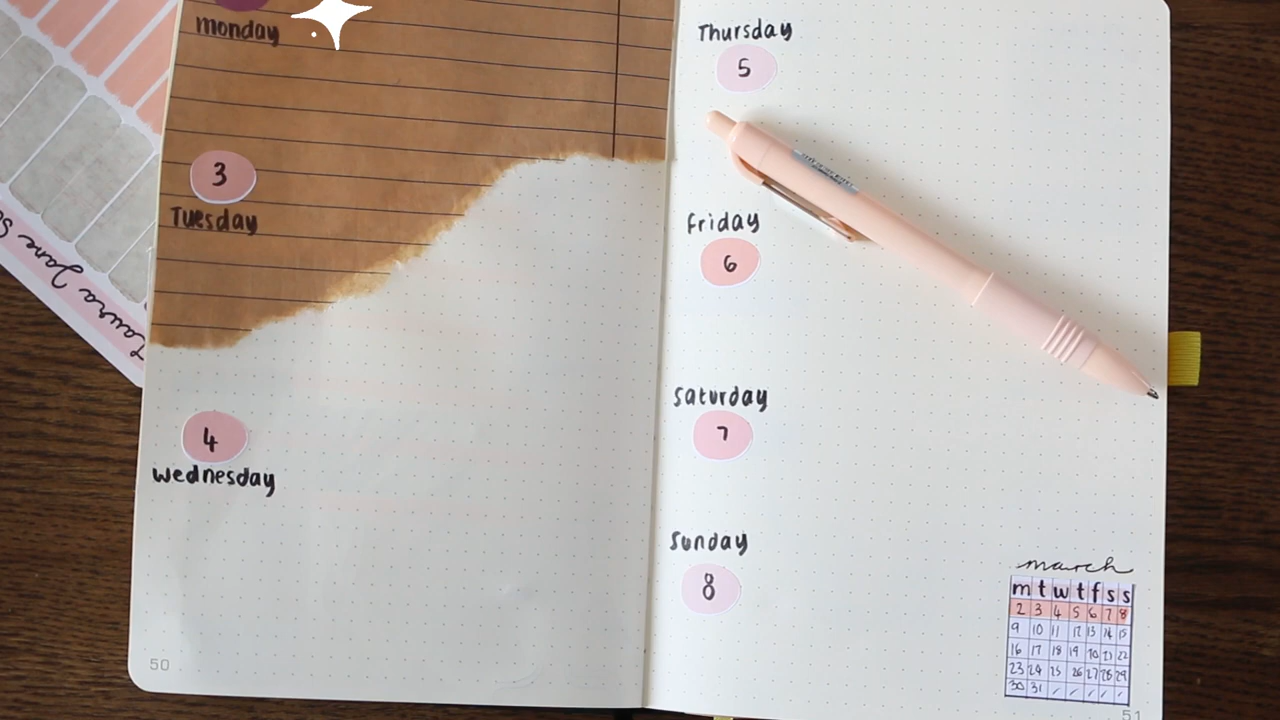 monday
3
Tuesday
4
Wednesday
50
Thursday
5
Friday
6
Saturday
7
Sunday
8
march
m t w t f s s
2 3 4 5 6 7 8
9 10 11 12 13 14 15
16 17 18 19 20 21 22
23 24 25 26 27 28 29
30 31
51
Laura Jane